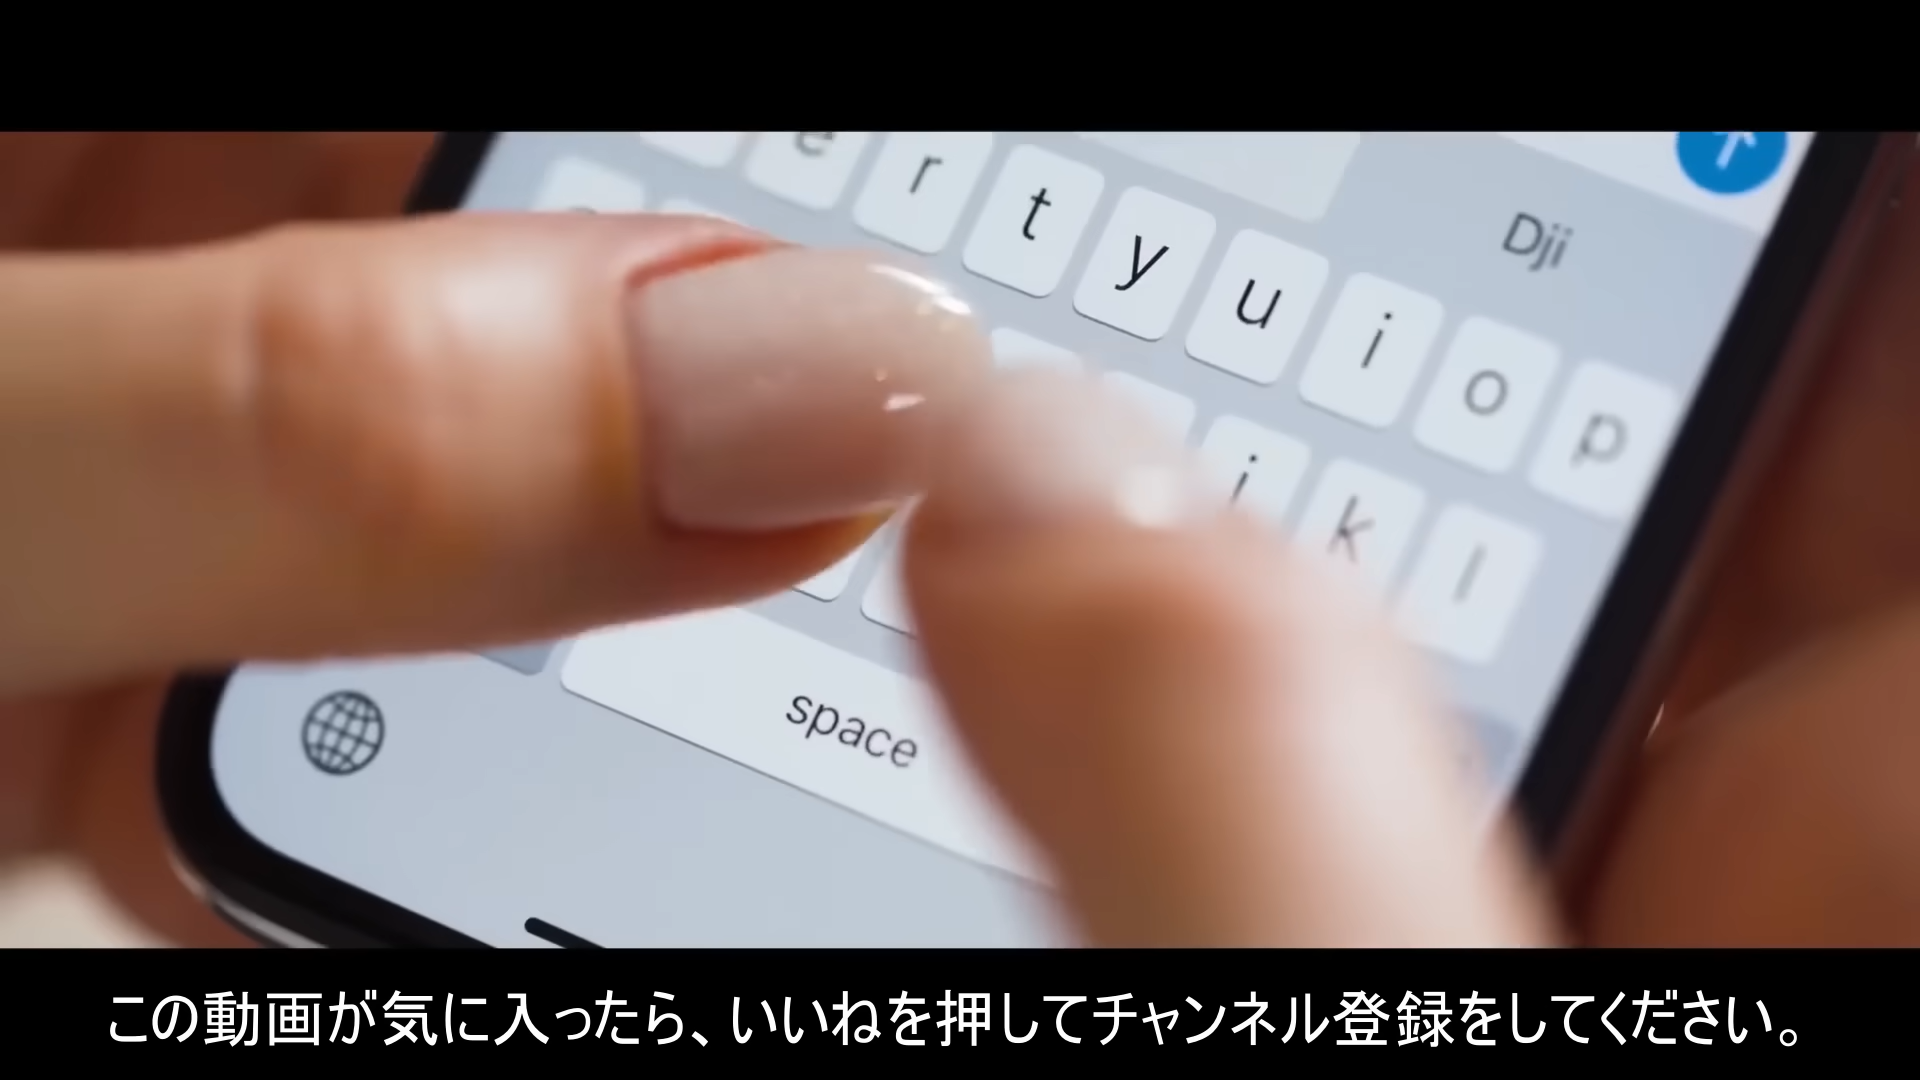 e r t y u i o p
Dji
j k l
space
この動画が気に入ったら、いいねを押してチャンネル登録をしてください。